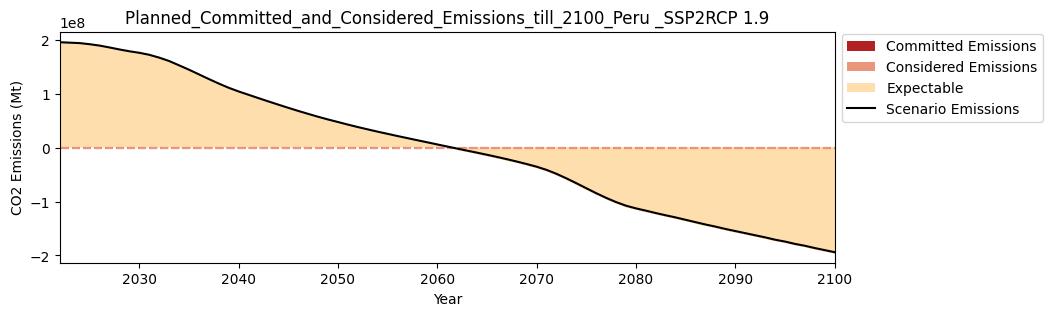 Planned_Committed_and_Considered_Emissions_till_2100_Peru _SSP2RCP 1.9
1e8
2
1
0
−1
−2
CO2 Emissions (Mt)
2030 2040 2050 2060 2070 2080 2090 2100
Year
Committed Emissions
Considered Emissions
Expectable
Scenario Emissions